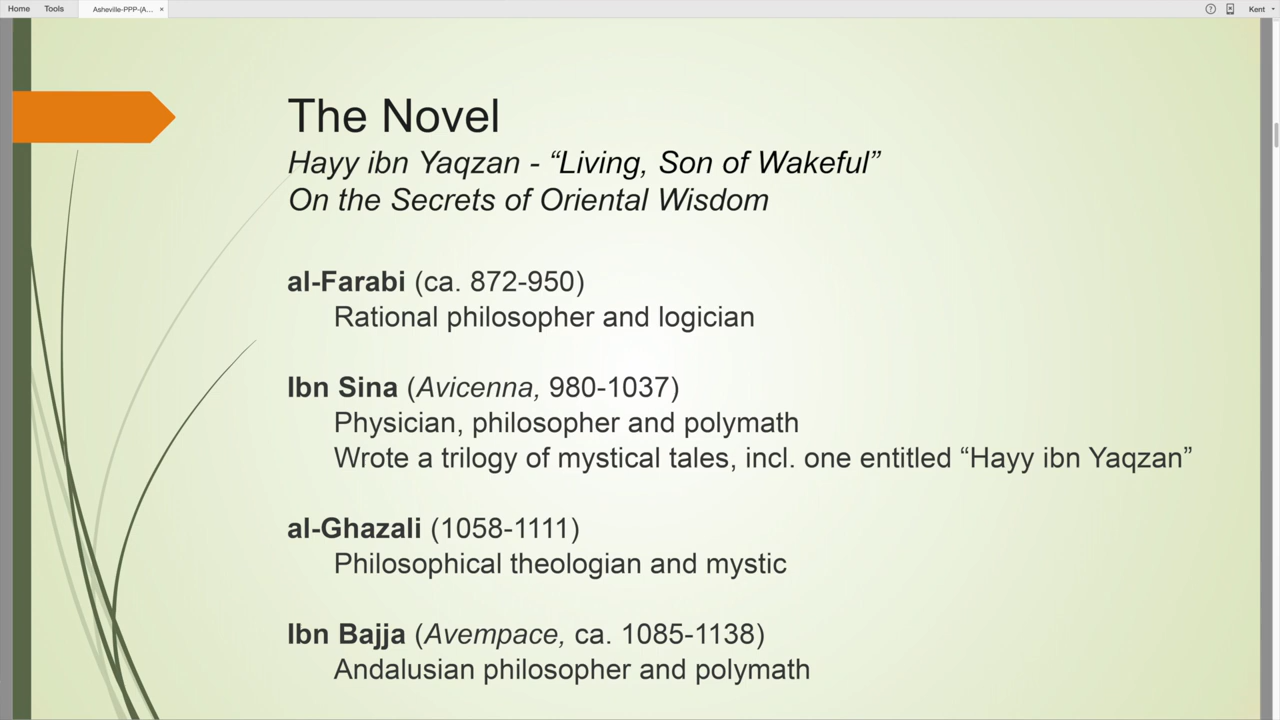 Home Tools Asheville-PPP-(A... × Kent
The Novel
Hayy ibn Yaqzan - “Living, Son of Wakeful”
On the Secrets of Oriental Wisdom
al-Farabi (ca. 872-950)
Rational philosopher and logician
Ibn Sina (Avicenna, 980-1037)
Physician, philosopher and polymath
Wrote a trilogy of mystical tales, incl. one entitled “Hayy ibn Yaqzan”
al-Ghazali (1058-1111)
Philosophical theologian and mystic
Ibn Bajja (Avempace, ca. 1085-1138)
Andalusian philosopher and polymath